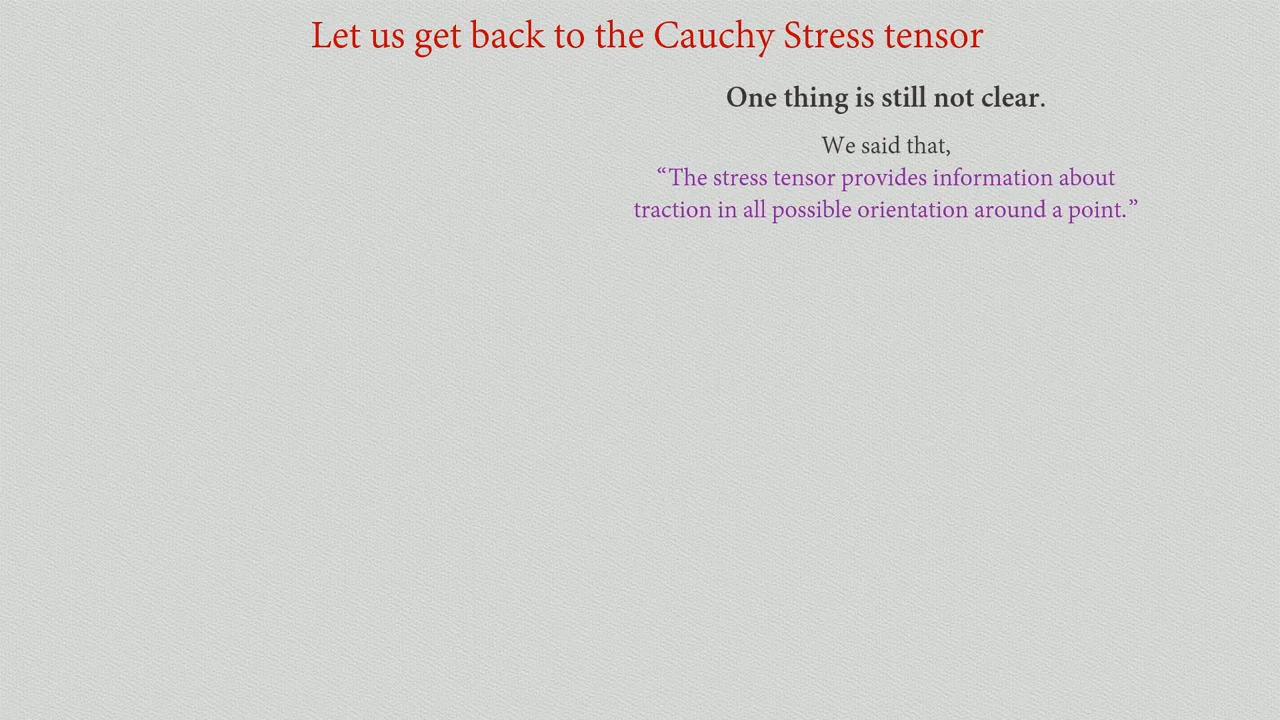 Let us get back to the Cauchy Stress tensor
One thing is still not clear.
We said that,
“The stress tensor provides information about
traction in all possible orientation around a point.”